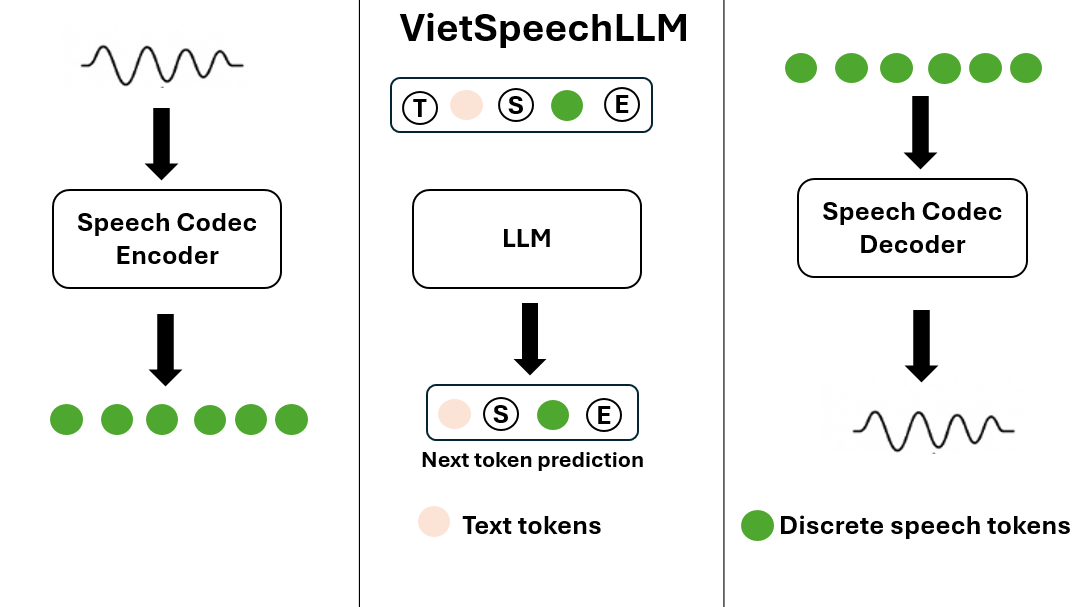 VietSpeechLLM
T S E
Speech Codec
Encoder
LLM
Speech Codec
Decoder
S E
Next token prediction
Text tokens
Discrete speech tokens